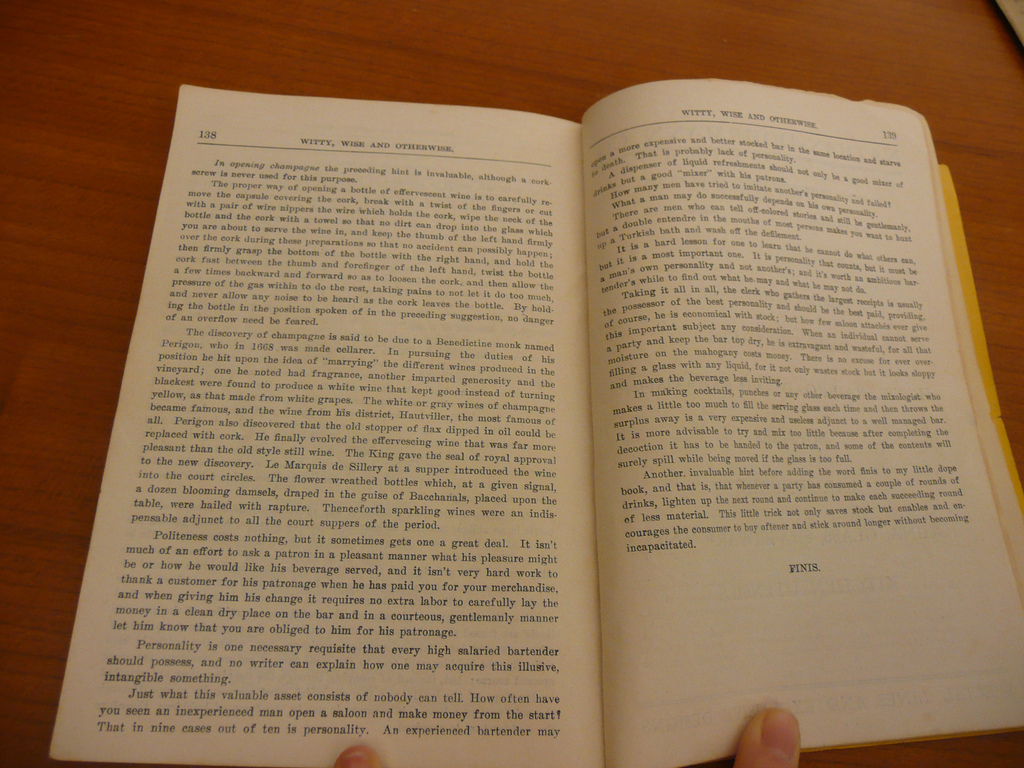 138
WITTY, WISE AND OTHERWISE.
In opening champagne the preceding hint is invaluable, although a cork-
screw is never used for this purpose.
The proper way of opening a bottle of effervescent wine is to carefully re-
move the capsule covering the cork, break with a twist of the fingers or cut
with a pair of wire nippers the wire which holds the cork, wipe the neck of the
bottle and the cork with a towel so that no dirt can drop into the glass which
you are about to serve the wine in, and keep the thumb of the left hand firmly
over the cork during these preparations so that no accident can possibly happen;
then firmly grasp the bottom of the bottle with the right hand, and hold the
cork fast between the thumb and forefinger of the left hand, twist the bottle
a few times backward and forward so as to loosen the cork, and then allow the
pressure of the gas within to do the rest, taking pains to not let it do too much,
and never allow any noise to be heard as the cork leaves the bottle. By hold-
ing the bottle in the position spoken of in the preceding suggestion, no danger
of an overflow need be feared.
The discovery of champagne is said to be due to a Benedictine monk named
Perigon, who in 1668 was made cellarer. In pursuing the duties of his
position he hit upon the idea of "marrying" the different wines produced in the
vineyard; one he noted had fragrance, another imparted generosity and the
blackest were found to produce a white wine that kept good instead of turning
yellow, as that made from white grapes. The white or gray wines of champagne
became famous, and the wine from his district, Hautviller, the most famous of
all. Perigon also discovered that the old stopper of flax dipped in oil could be
replaced with cork. He finally evolved the effervescing wine that was far more
pleasant than the old style still wine. The King gave the seal of royal approval
to the new discovery. Le Marquis de Sillery at a supper introduced the wine
into the court circles. The flower wreathed bottles which, at a given signal,
a dozen blooming damsels, draped in the guise of Bacchanals, placed upon the
table, were hailed with rapture. Thenceforth sparkling wines were an indis-
pensable adjunct to all the court suppers of the period.
Politeness costs nothing, but it sometimes gets one a great deal. It isn't
much of an effort to ask a patron in a pleasant manner what his pleasure might
be or how he would like his beverage served, and it isn't very hard work to
thank a customer for his patronage when he has paid you for your merchandise,
and when giving him his change it requires no extra labor to carefully lay the
money in a clean dry place on the bar and in a courteous, gentlemanly manner
let him know that you are obliged to him for his patronage.
Personality is one necessary requisite that every high salaried bartender
should possess, and no writer can explain how one may acquire this illusive,
intangible something.
Just what this valuable asset consists of nobody can tell. How often have
you seen an inexperienced man open a saloon and make money from the start?
That in nine cases out of ten is personality. An experienced bartender may
WITTY, WISE AND OTHERWISE.
139
open a more expensive and better stocked bar in the same location and starve
to death. That is probably lack of personality.
A dispenser of liquid refreshments should not only be a good mixer of
drinks but a good "mixer" with his patrons.
How many men have tried to imitate another's personality and failed?
What a man may do successfully depends on his own personality.
There are men who can tell off-colored stories and still be gentlemanly,
but a double entendre in the mouths of most persons makes you want to hunt
up a Turkish bath and wash off the defilement.
It is a hard lesson for one to learn that he cannot do what others can,
but it is a most important one. It is personality that counts, but it must be
a man's own personality and not another's; and it's worth an ambitious bar-
tender's while to find out what he may and what he may not do.
Taking it all in all, the clerk who gathers the largest receipts is usually
the possessor of the best personality and should be the best paid, providing,
of course, he is economical with stock; but how few saloon attachés ever give
this important subject any consideration. When an individual cannot serve
a party and keep the bar top dry, he is extravagant and wasteful, for all that
moisture on the mahogany costs money. There is no excuse for ever over-
filling a glass with any liquid, for it not only wastes stock but it looks sloppy
and makes the beverage less inviting.
In making cocktails, punches or any other beverage the mixologist who
makes a little too much to fill the serving glass each time and then throws the
surplus away is a very expensive and useless adjunct to a well managed bar.
It is more advisable to try and mix too little because after completing the
decoction it has to be handed to the patron, and some of the contents will
surely spill while being moved if the glass is too full.
Another invaluable hint before adding the word finis to my little dope
book, and that is, that whenever a party has consumed a couple of rounds of
drinks, lighten up the next round and continue to make each succeeding round
of less material. This little trick not only saves stock but enables and en-
courages the consumer to buy oftener and stick around longer without becoming
incapacitated.
FINIS.